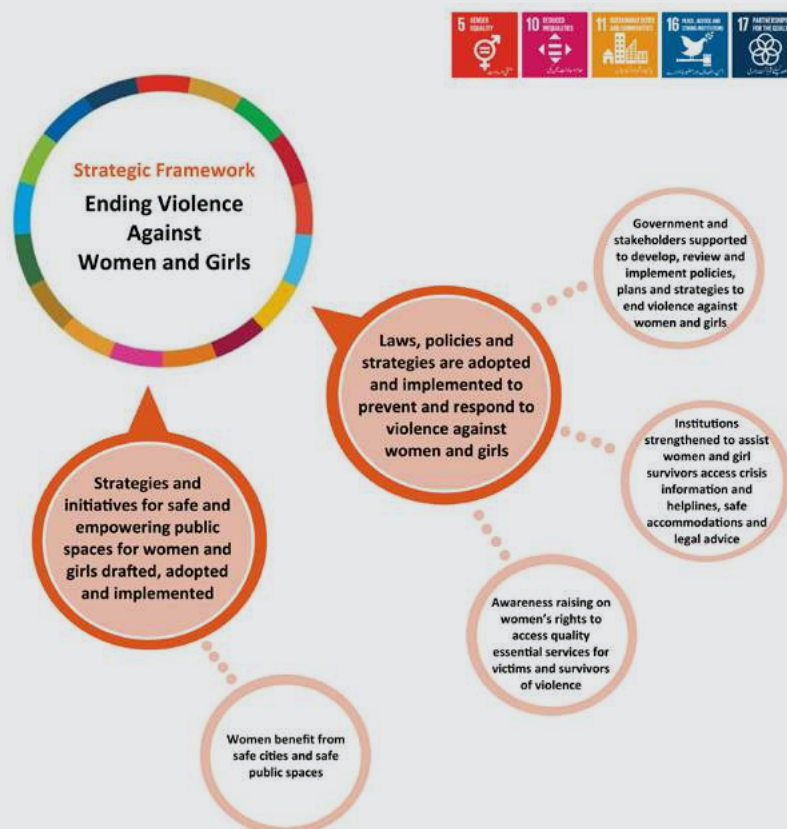 5 GENDER
EQUALITY
10 REDUCED
INEQUALITIES
11 SUSTAINABLE CITIES
AND COMMUNITIES
16 PEACE, JUSTICE AND
STRONG INSTITUTIONS
17 PARTNERSHIPS
FOR THE GOALS
Strategic Framework
Ending Violence
Against
Women and Girls
Government and
stakeholders supported
to develop, review and
implement policies,
plans and strategies to
end violence against
women and girls
Laws, policies and
strategies are adopted
and implemented to
prevent and respond to
violence against
women and girls
Institutions
strengthened to assist
women and girl
survivors access crisis
information and
helplines, safe
accommodations and
legal advice
Strategies and
initiatives for safe and
empowering public
spaces for women and
girls drafted, adopted
and implemented
Awareness raising on
women’s rights to
access quality
essential services for
victims and survivors
of violence
Women benefit from
safe cities and safe
public spaces